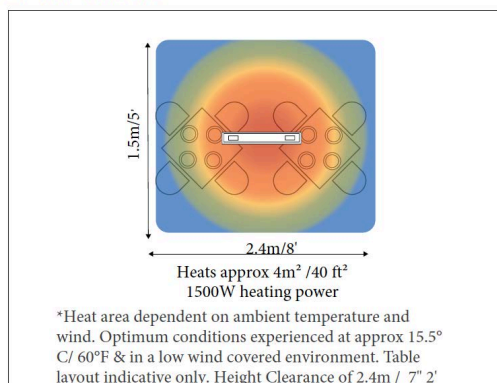 1.5m/5'
2.4m/8'
Heats approx 4m² /40 ft²
1500W heating power
*Heat area dependent on ambient temperature and
wind. Optimum conditions experienced at approx 15.5°
C/ 60°F & in a low wind covered environment. Table
layout indicative only. Height Clearance of 2.4m / 7" 2'